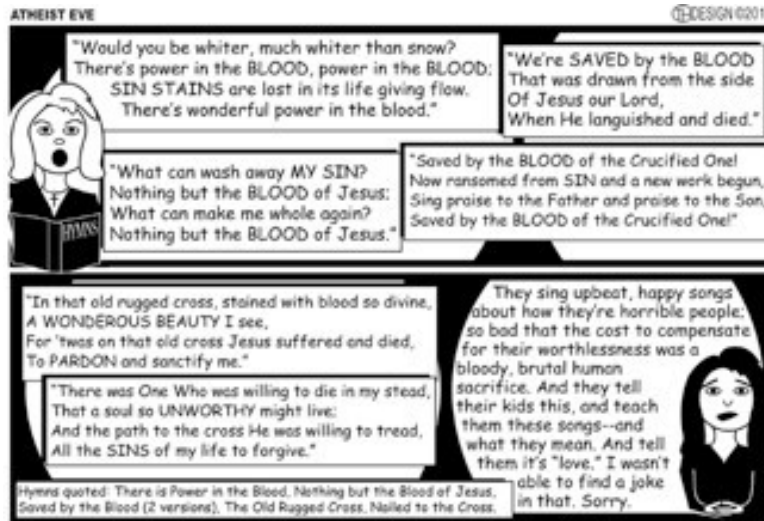 ATHEIST EVE
DESIGN ©201
"Would you be whiter, much whiter than snow?
There's power in the BLOOD, power in the BLOOD;
SIN STAINS are lost in its life giving flow.
There's wonderful power in the blood."
"We're SAVED by the BLOOD
That was drawn from the side
Of Jesus our Lord,
When He languished and died."
"What can wash away MY SIN?
Nothing but the BLOOD of Jesus;
What can make me whole again?
Nothing but the BLOOD of Jesus."
"Saved by the BLOOD of the Crucified One!
Now ransomed from SIN and a new work begun,
Sing praise to the Father and praise to the Son,
Saved by the BLOOD of the Crucified One!"
HYMNS
"In that old rugged cross, stained with blood so divine,
A WONDEROUS BEAUTY I see,
For 'twas on that old cross Jesus suffered and died,
To PARDON and sanctify me."
"There was One Who was willing to die in my stead,
That a soul so UNWORTHY might live;
And the path to the cross He was willing to tread,
All the SINS of my life to forgive."
They sing upbeat, happy songs
about how they're horrible people;
so bad that the cost to compensate
for their worthlessness was a
bloody, brutal human
sacrifice. And they tell
their kids this, and teach
them these songs--and
what they mean. And tell
them it's "love." I wasn't
able to find a joke
in that. Sorry.
Hymns quoted: There is Power in the Blood, Nothing but the Blood of Jesus,
Saved by the Blood (2 versions), The Old Rugged Cross, Nailed to the Cross.